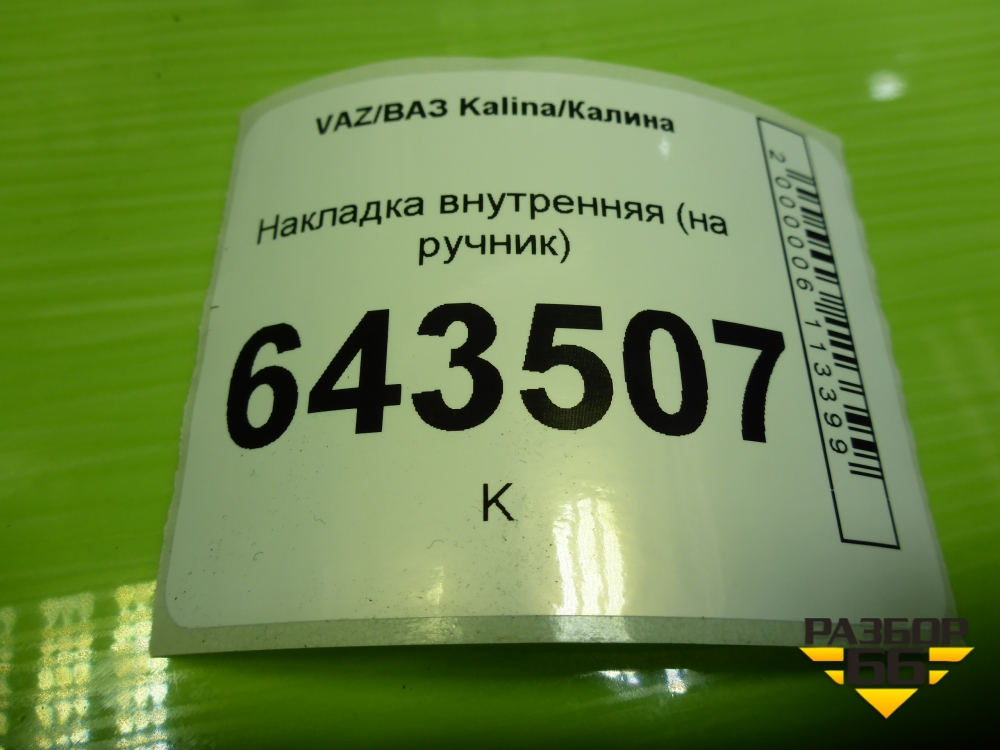 VAZ/ВАЗ Kalina/Калина
Накладка внутренняя (на
ручник)
643507
К
2000006113399
РАЗБОР
66